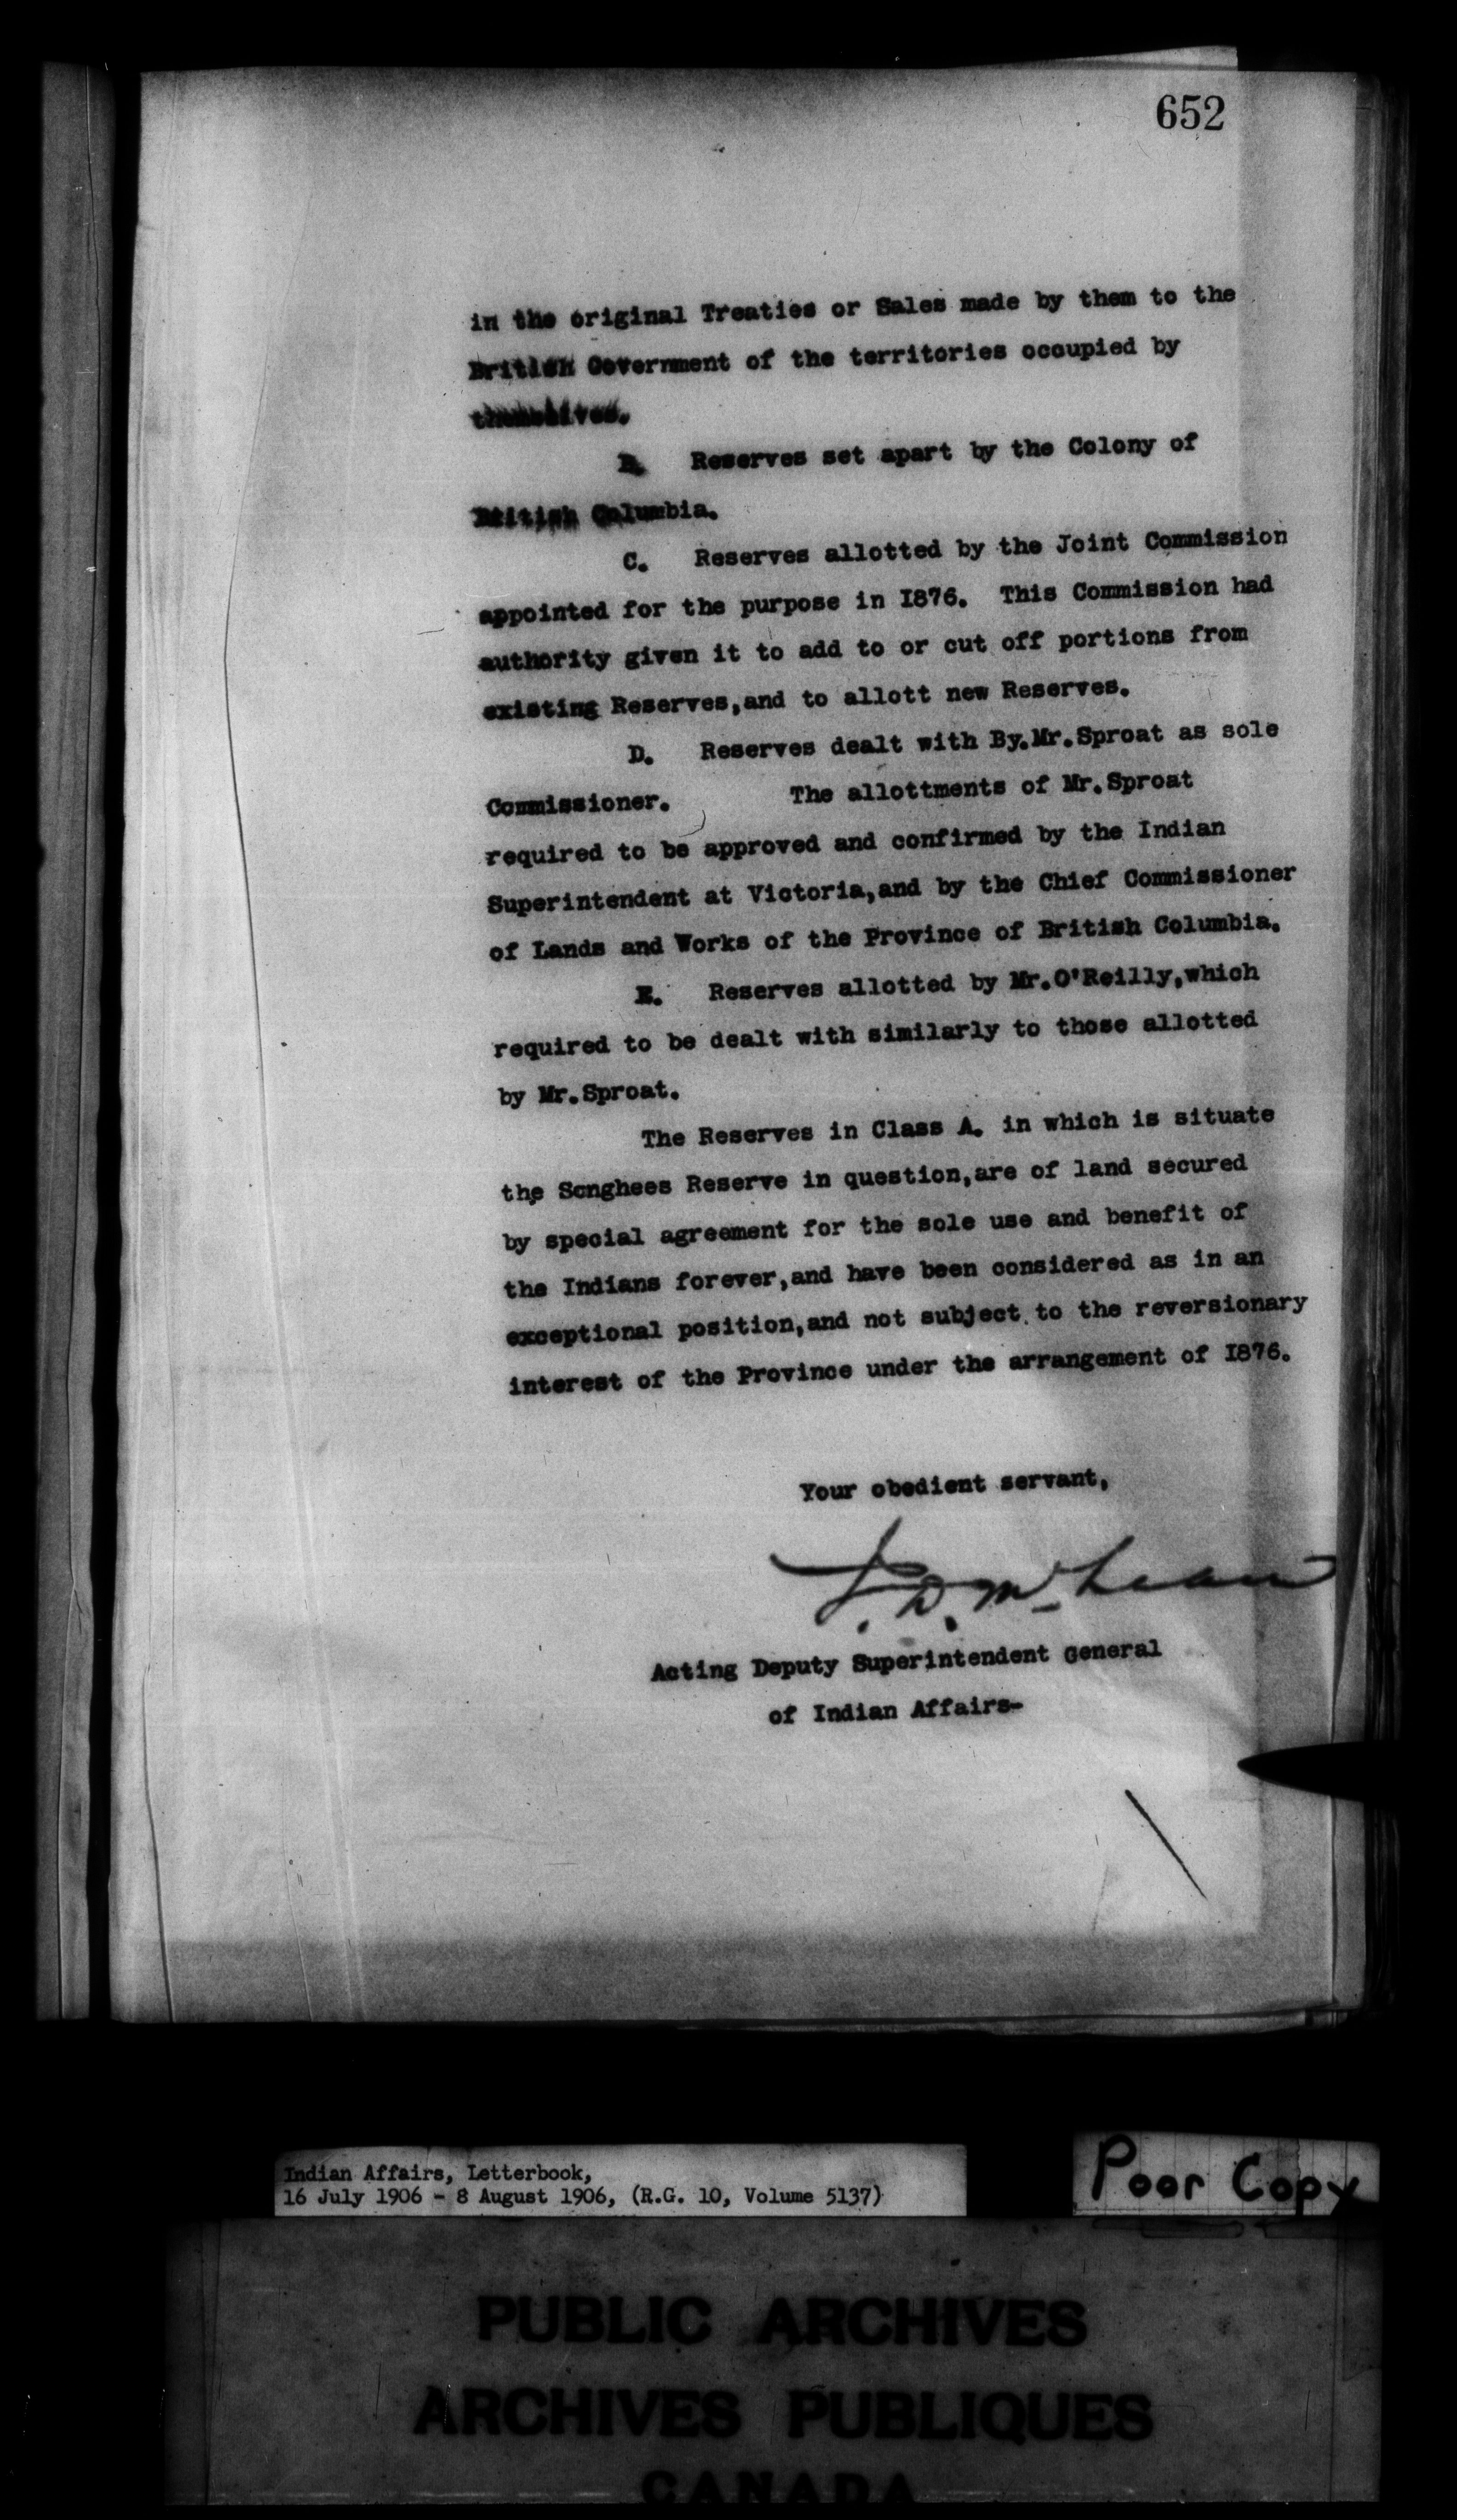 652
in the original Treaties or Sales made by them to the
British Government of the territories occupied by
themselves.
B. Reserves set apart by the Colony of
British Columbia.
C. Reserves allotted by the Joint Commission
appointed for the purpose in I876. This Commission had
authority given it to add to or cut off portions from
existing Reserves,and to allott new Reserves.
D. Reserves dealt with By.Mr.Sproat as sole
Commissioner. The allottments of Mr.Sproat
required to be approved and confirmed by the Indian
Superintendent at Victoria,and by the Chief Commissioner
of Lands and Works of the Province of British Columbia.
E. Reserves allotted by Mr.O'Reilly,which
required to be dealt with similarly to those allotted
by Mr.Sproat.
The Reserves in Class A. in which is situate
the Songhees Reserve in question,are of land secured
by special agreement for the sole use and benefit of
the Indians forever,and have been considered as in an
exceptional position,and not subject to the reversionary
interest of the Province under the arrangement of I876.
Your obedient servant,
J. D. McLean
Acting Deputy Superintendent General
of Indian Affairs-
Indian Affairs, Letterbook,
16 July 1906 - 8 August 1906, (R.G. 10, Volume 5137)
Poor Copy
PUBLIC ARCHIVES
ARCHIVES PUBLIQUES
CANADA